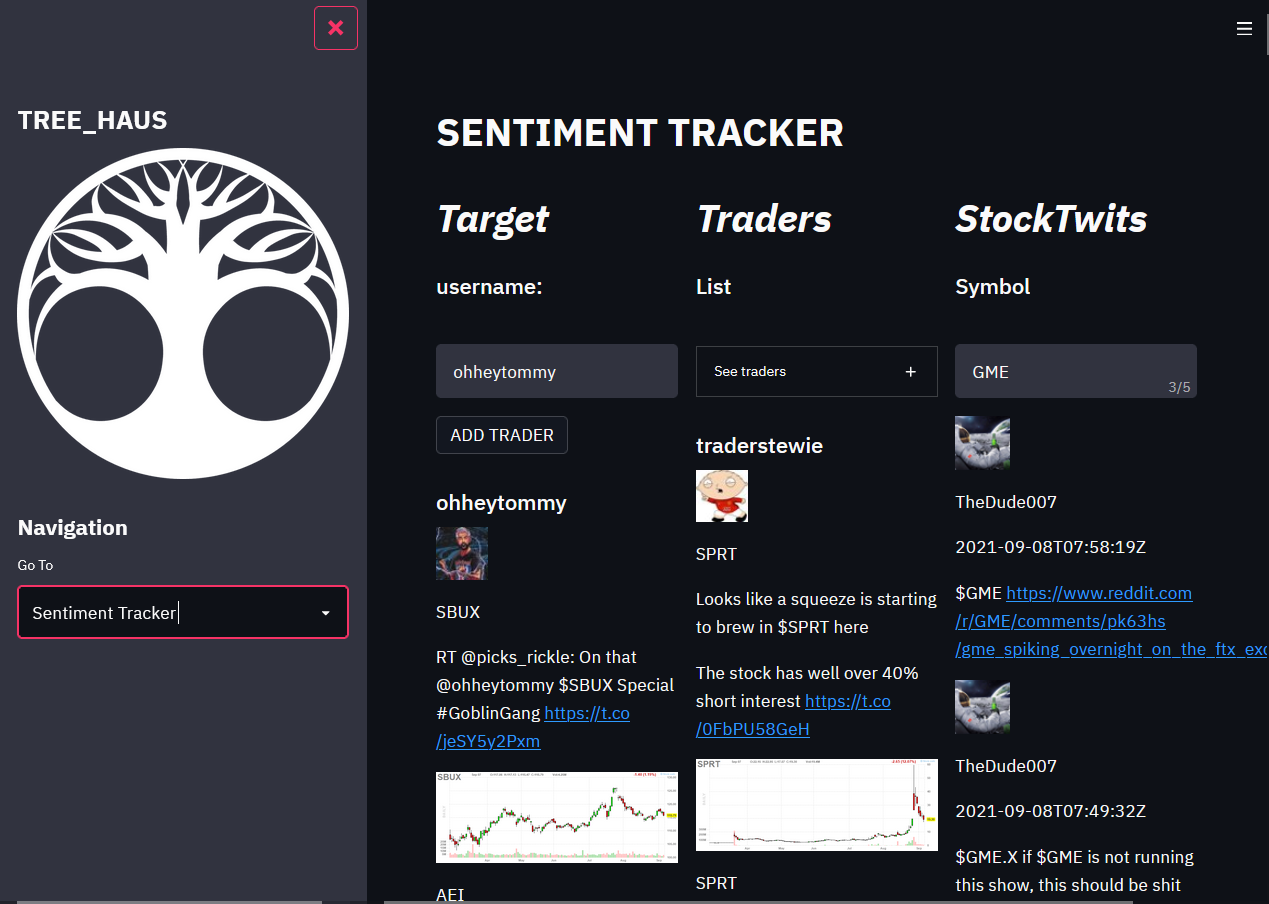 TREE_HAUS
Navigation
Go To
Sentiment Tracker
SENTIMENT TRACKER
Target
username:
ohheytommy
ADD TRADER
ohheytommy
SBUX
RT @picks_rickle: On that
@ohheytommy $SBUX Special
#GoblinGang https://t.co
/jeSY5y2Pxm
SBUX
AEI
Traders
List
See traders
traderstewie
SPRT
Looks like a squeeze is starting
to brew in $SPRT here
The stock has well over 40%
short interest https://t.co
/0FbPU58GeH
SPRT
SPRT
StockTwits
Symbol
GME
3/5
TheDude007
2021-09-08T07:58:19Z
$GME https://www.reddit.com
/r/GME/comments/pk63hs
/gme_spiking_overnight_on_the_ftx_exc
TheDude007
2021-09-08T07:49:32Z
$GME.X if $GME is not running
this show, this should be shit